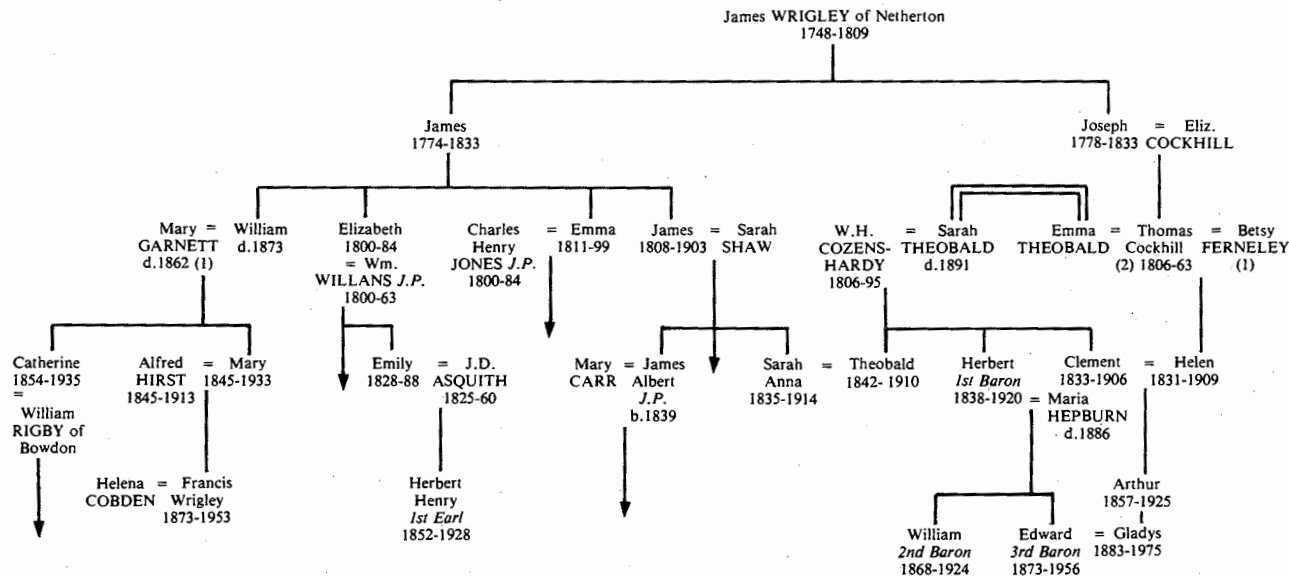 James WRIGLEY of Netherton
1748-1809
James
1774-1833
Joseph = Eliz.
1778-1833 COCKHILL
Mary = William
GARNETT d.1873
d.1862 (1)
Elizabeth
1800-84
= Wm.
WILLANS J.P.
1800-63
Charles = Emma
Henry 1811-99
JONES J.P.
1800-84
James = Sarah
1808-1903 SHAW
W.H. = Sarah
COZENS- THEOBALD
HARDY d.1891
1806-95
Emma = Thomas = Betsy
THEOBALD Cockhill FERNELEY
(2) 1806-63 (1)
Catherine
1854-1935
=
William
RIGBY of
Bowdon
Alfred = Mary
HIRST 1845-1933
1845-1913
Emily = J.D.
1828-88 ASQUITH
1825-60
Mary = James
CARR Albert
J.P.
b.1839
Sarah = Theobald
Anna 1842- 1910
1835-1914
Herbert
1st Baron
1838-1920 = Maria
HEPBURN
d.1886
Clement = Helen
1833-1906 1831-1909
Helena = Francis
COBDEN Wrigley
1873-1953
Herbert
Henry
1st Earl
1852-1928
Arthur
1857-1925
William
2nd Baron
1868-1924
Edward = Gladys
3rd Baron 1883-1975
1873-1956